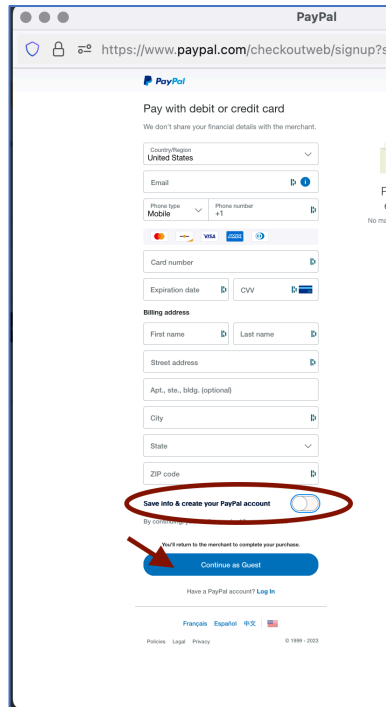 PayPal
https://www.paypal.com/checkoutweb/signup?s
PayPal
Pay with debit or credit card
We don't share your financial details with the merchant.
Country/Region
United States
Email
Phone type
Mobile
Phone number
+1
VISA
Card number
Expiration date
CVV
Billing address
First name
Last name
Street address
Apt., ste., bldg. (optional)
City
State
ZIP code
Save info & create your PayPal account
By continuing, you
You'll return to the merchant to complete your purchase.
Continue as Guest
Have a PayPal account? Log In
Français Español 中文
Policies Legal Privacy
© 1999 - 2023
No ma